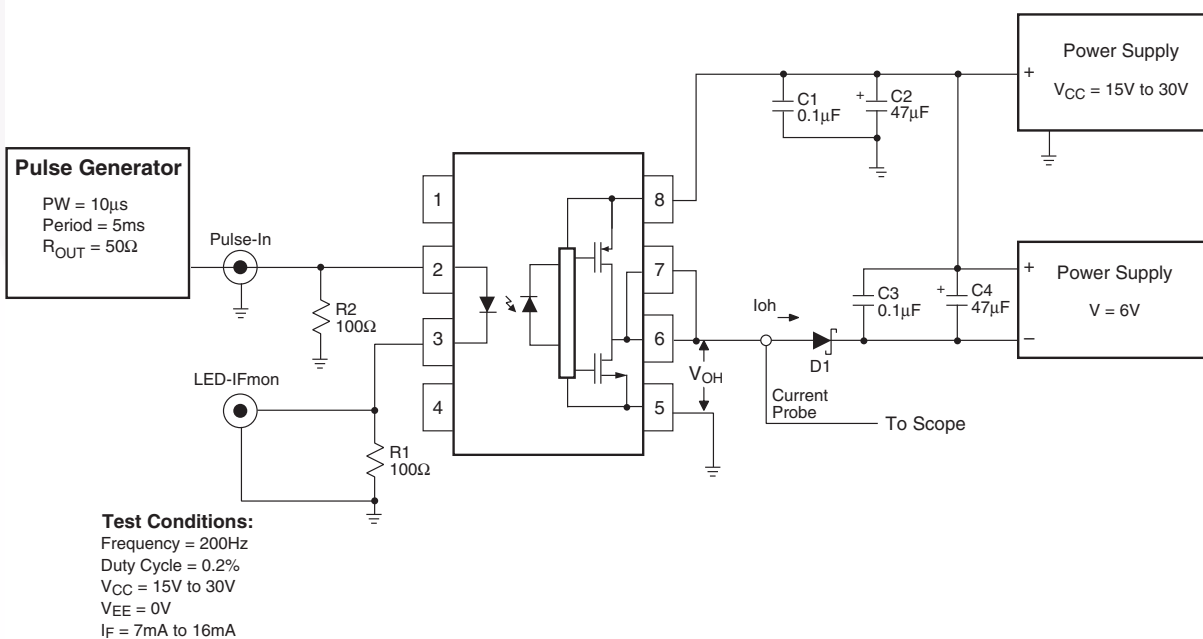 Power Supply
+
VCC = 15V to 30V
C1
0.1μF
+
C2
47μF
Pulse Generator
PW = 10μs
Period = 5ms
ROUT = 50Ω
Pulse-In
1
8
2
7
3
6
4
5
R2
100Ω
LED-IFmon
R1
100Ω
VOH
Ioh
D1
Current
Probe
To Scope
C3
0.1μF
+
C4
47μF
+
Power Supply
V = 6V
–
Test Conditions:
Frequency = 200Hz
Duty Cycle = 0.2%
VCC = 15V to 30V
VEE = 0V
IF = 7mA to 16mA